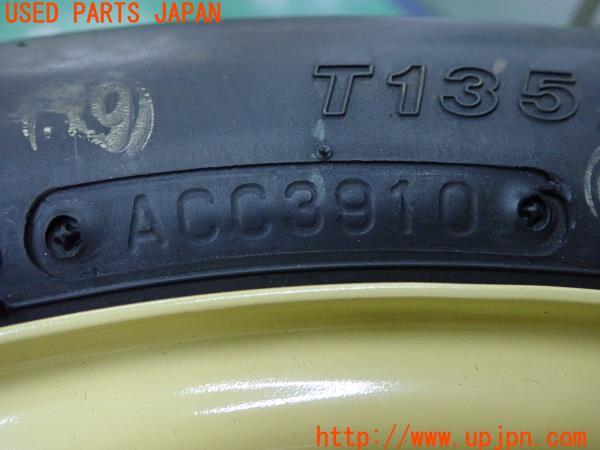 USED PARTS JAPAN
T135
ACC3910
http://www.upjpn.com